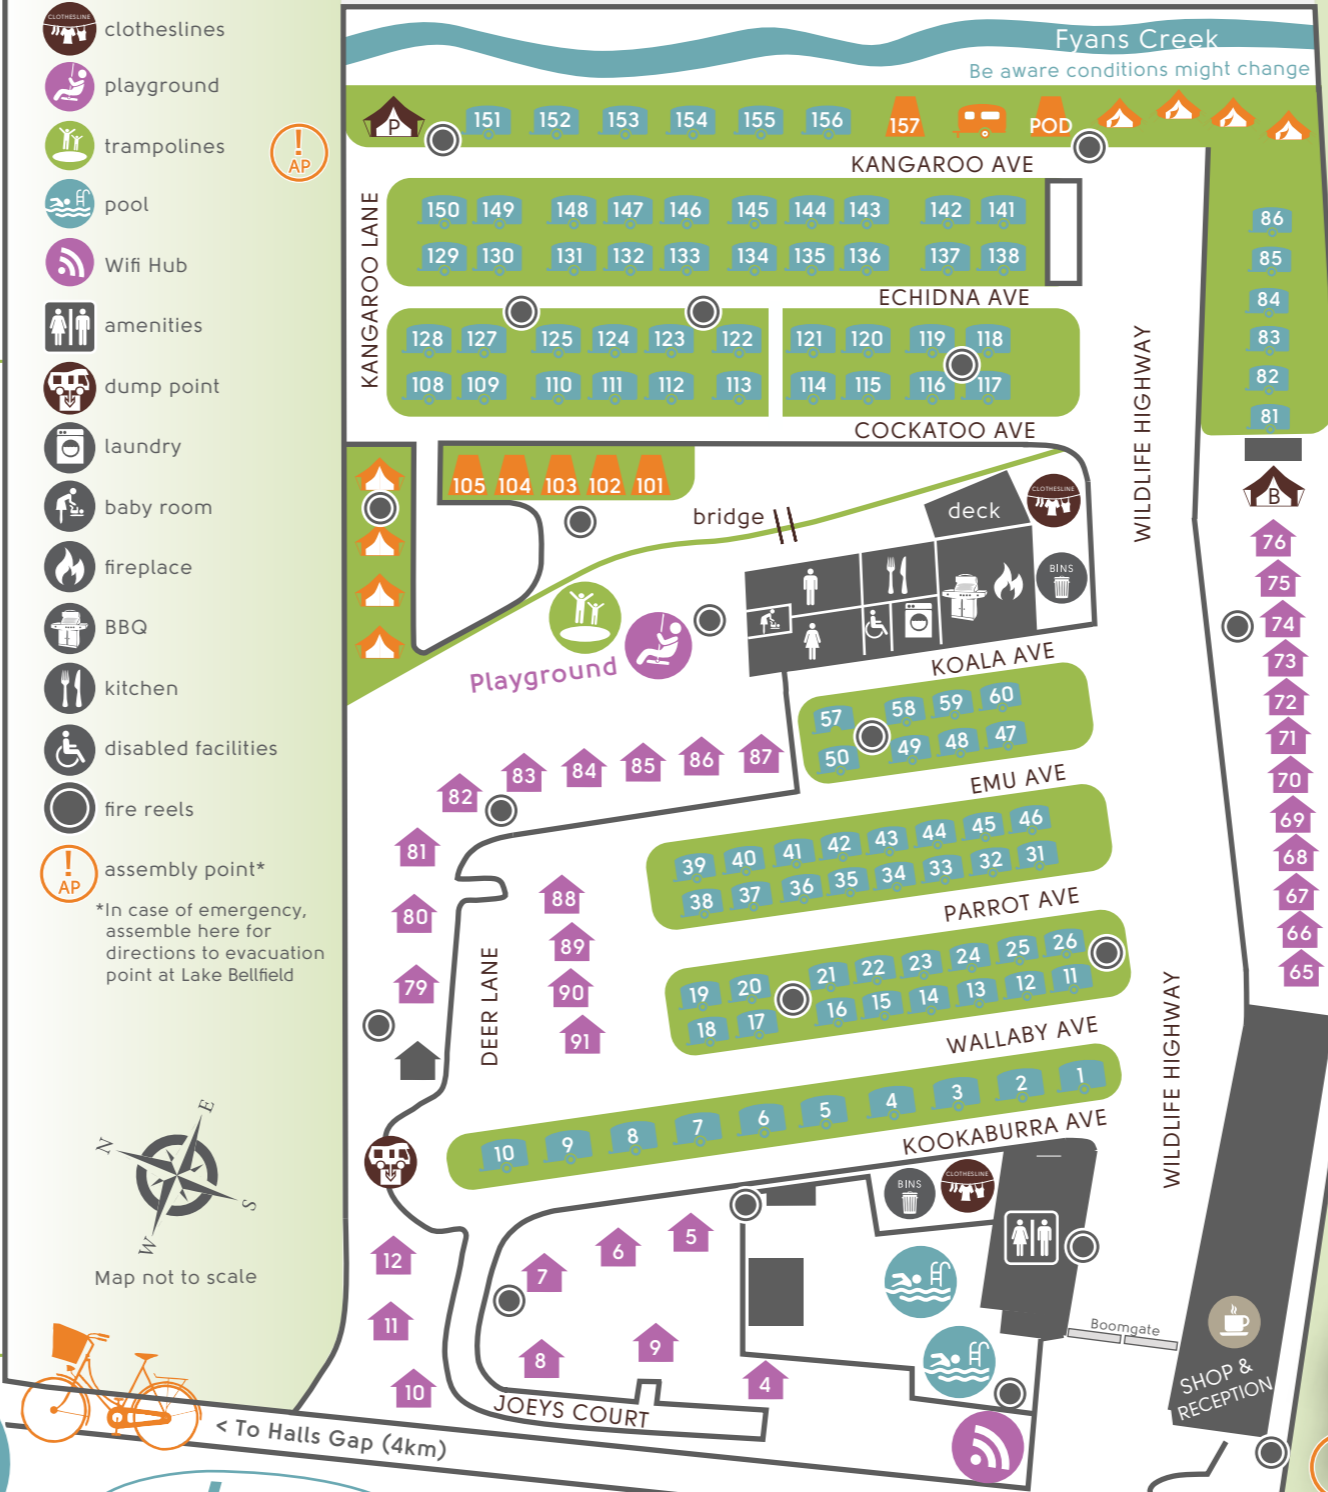 CLOTHESLINE
clotheslines
playground
trampolines
! AP
pool
Wifi Hub
amenities
dump point
laundry
baby room
fireplace
BBQ
kitchen
disabled facilities
fire reels
! AP
assembly point*
*In case of emergency,
assemble here for
directions to evacuation
point at Lake Bellfield
N E S W
Map not to scale
< To Halls Gap (4km)
Fyans Creek
Be aware conditions might change
P 151 152 153 154 155 156 157 POD
KANGAROO AVE
KANGAROO LANE
150 149 148 147 146 145 144 143 142 141
129 130 131 132 133 134 135 136 137 138
ECHIDNA AVE
128 127 125 124 123 122 121 120 119 118
108 109 110 111 112 113 114 115 116 117
COCKATOO AVE
WILDLIFE HIGHWAY
86
85
84
83
82
81
B
105 104 103 102 101
bridge
deck
CLOTHESLINE
BINS
Playground
KOALA AVE
57 58 59 60
50 49 48 47
EMU AVE
76
75
74
73
72
71
70
69
68
67
66
65
82 83 84 85 86 87
81
80
79
88
89
90
91
DEER LANE
39 40 41 42 43 44 45 46
38 37 36 35 34 33 32 31
PARROT AVE
19 20 21 22 23 24 25 26
18 17 16 15 14 13 12 11
WALLABY AVE
WILDLIFE HIGHWAY
10 9 8 7 6 5 4 3 2 1
KOOKABURRA AVE
BINS
CLOTHESLINE
12
11
10
7 6 5
8 9 4
JOEYS COURT
Boomgate
SHOP &
RECEPTION